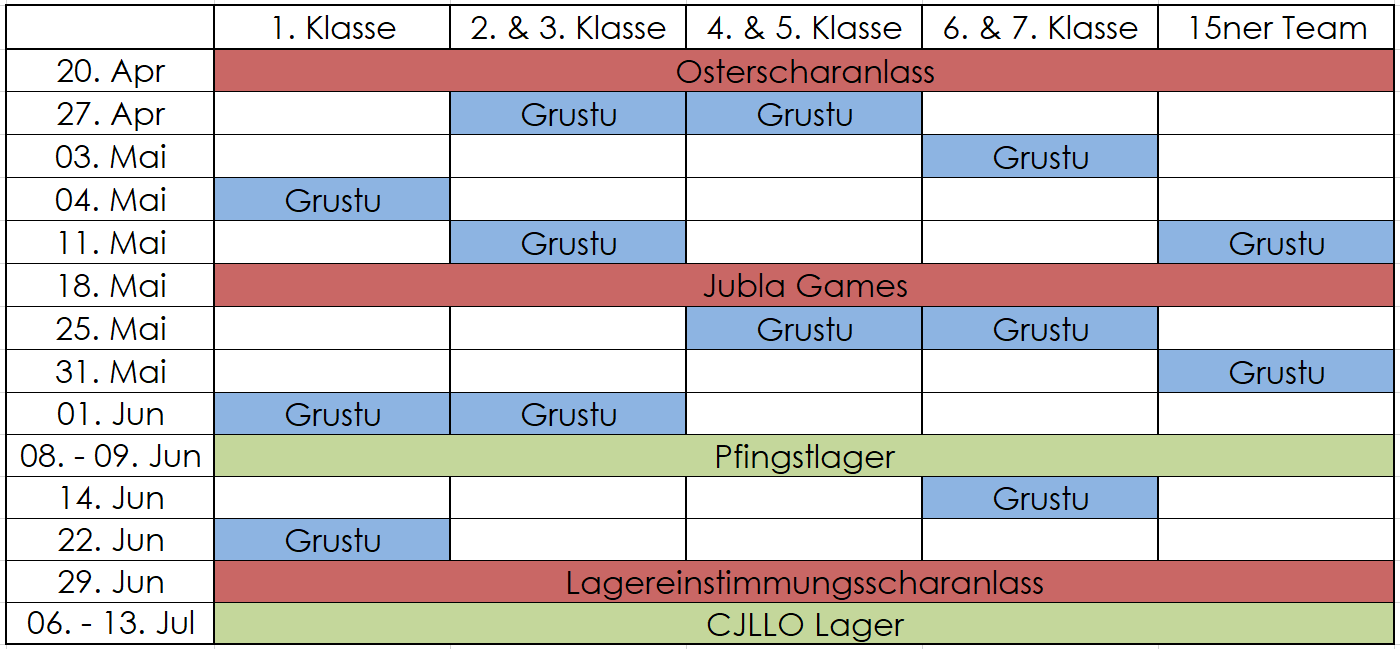 1. Klasse 2. & 3. Klasse 4. & 5. Klasse 6. & 7. Klasse 15ner Team
20. Apr Osterscharanlass
27. Apr Grustu Grustu
03. Mai Grustu
04. Mai Grustu
11. Mai Grustu Grustu
18. Mai Jubla Games
25. Mai Grustu Grustu
31. Mai Grustu
01. Jun Grustu Grustu
08. - 09. Jun Pfingstlager
14. Jun Grustu
22. Jun Grustu
29. Jun Lagereinstimmungsscharanlass
06. - 13. Jul CJLLO Lager